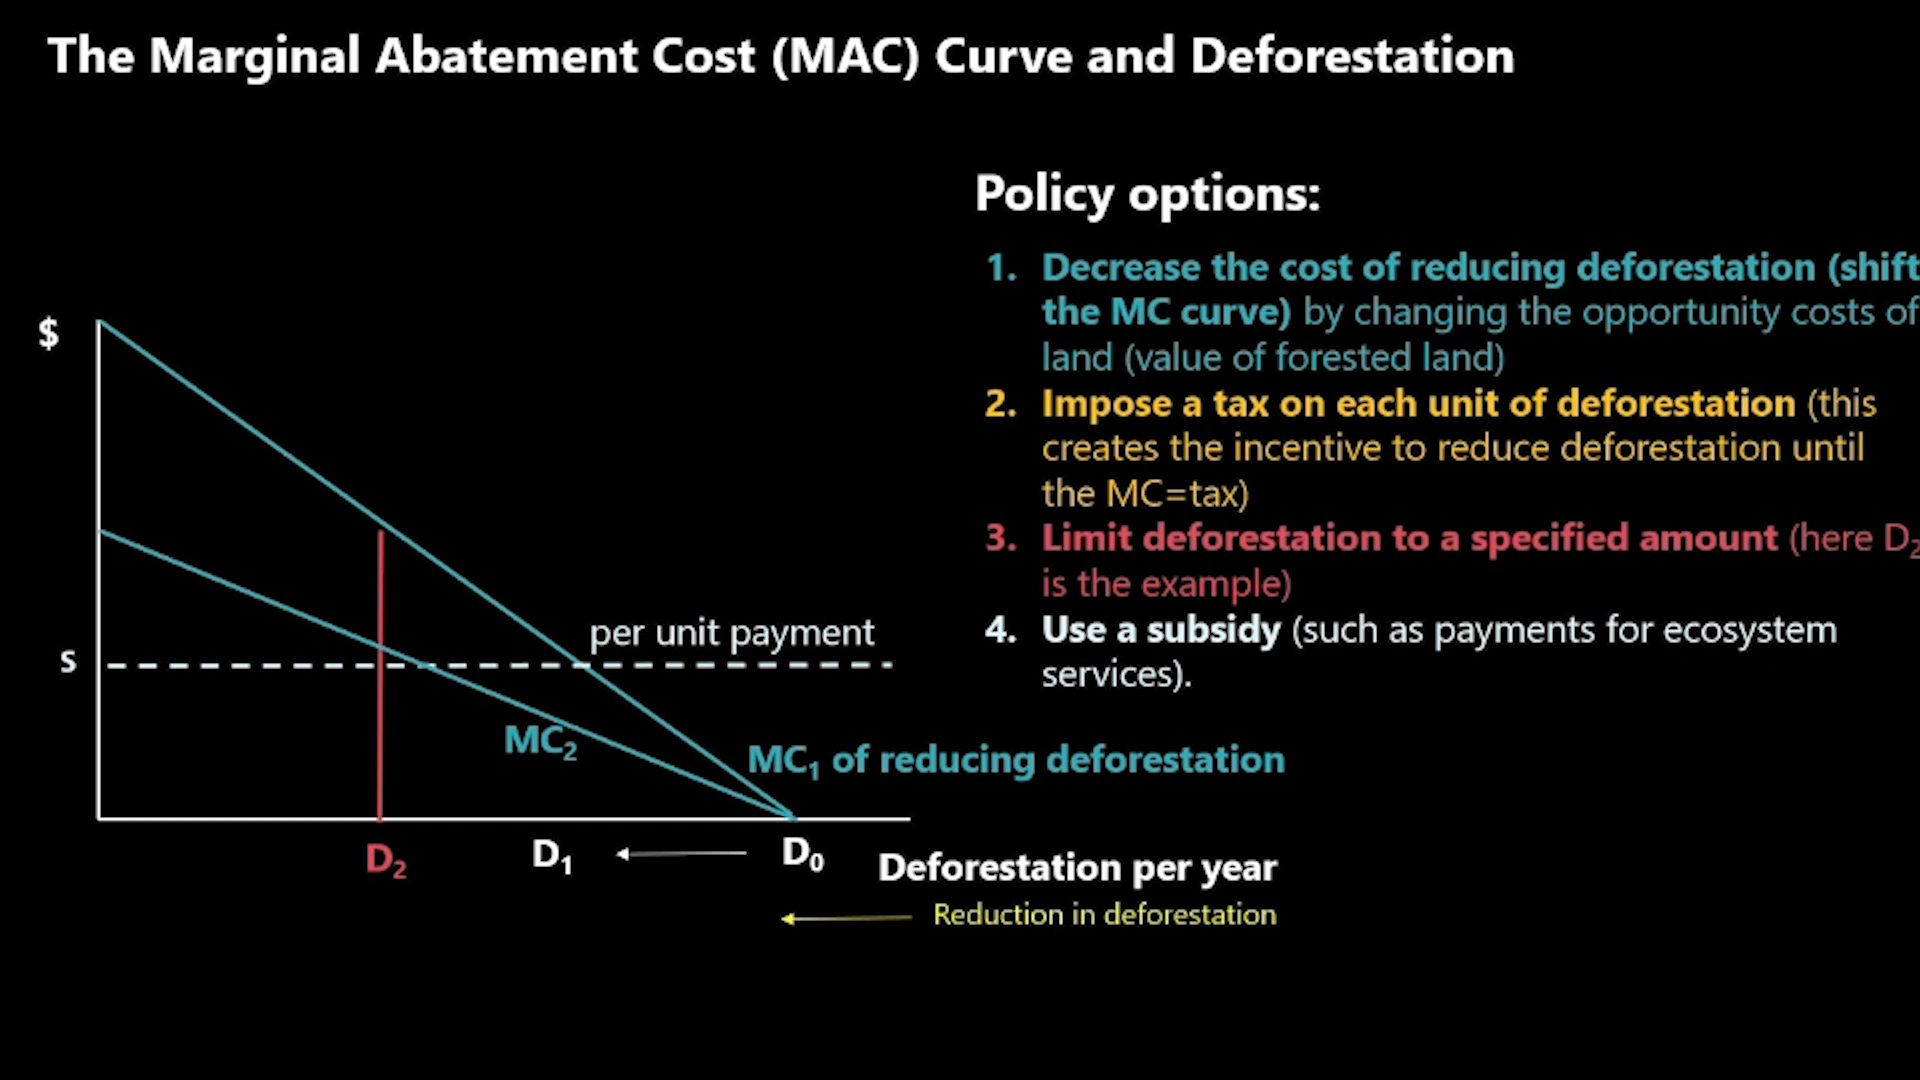 The Marginal Abatement Cost (MAC) Curve and Deforestation
Policy options:
1. Decrease the cost of reducing deforestation (shift
the MC curve) by changing the opportunity costs of
land (value of forested land)
2. Impose a tax on each unit of deforestation (this
creates the incentive to reduce deforestation until
the MC=tax)
3. Limit deforestation to a specified amount (here D₂
is the example)
4. Use a subsidy (such as payments for ecosystem
services).
$
per unit payment
s
MC₂
MC₁ of reducing deforestation
D₂
D₁
D₀
Deforestation per year
Reduction in deforestation